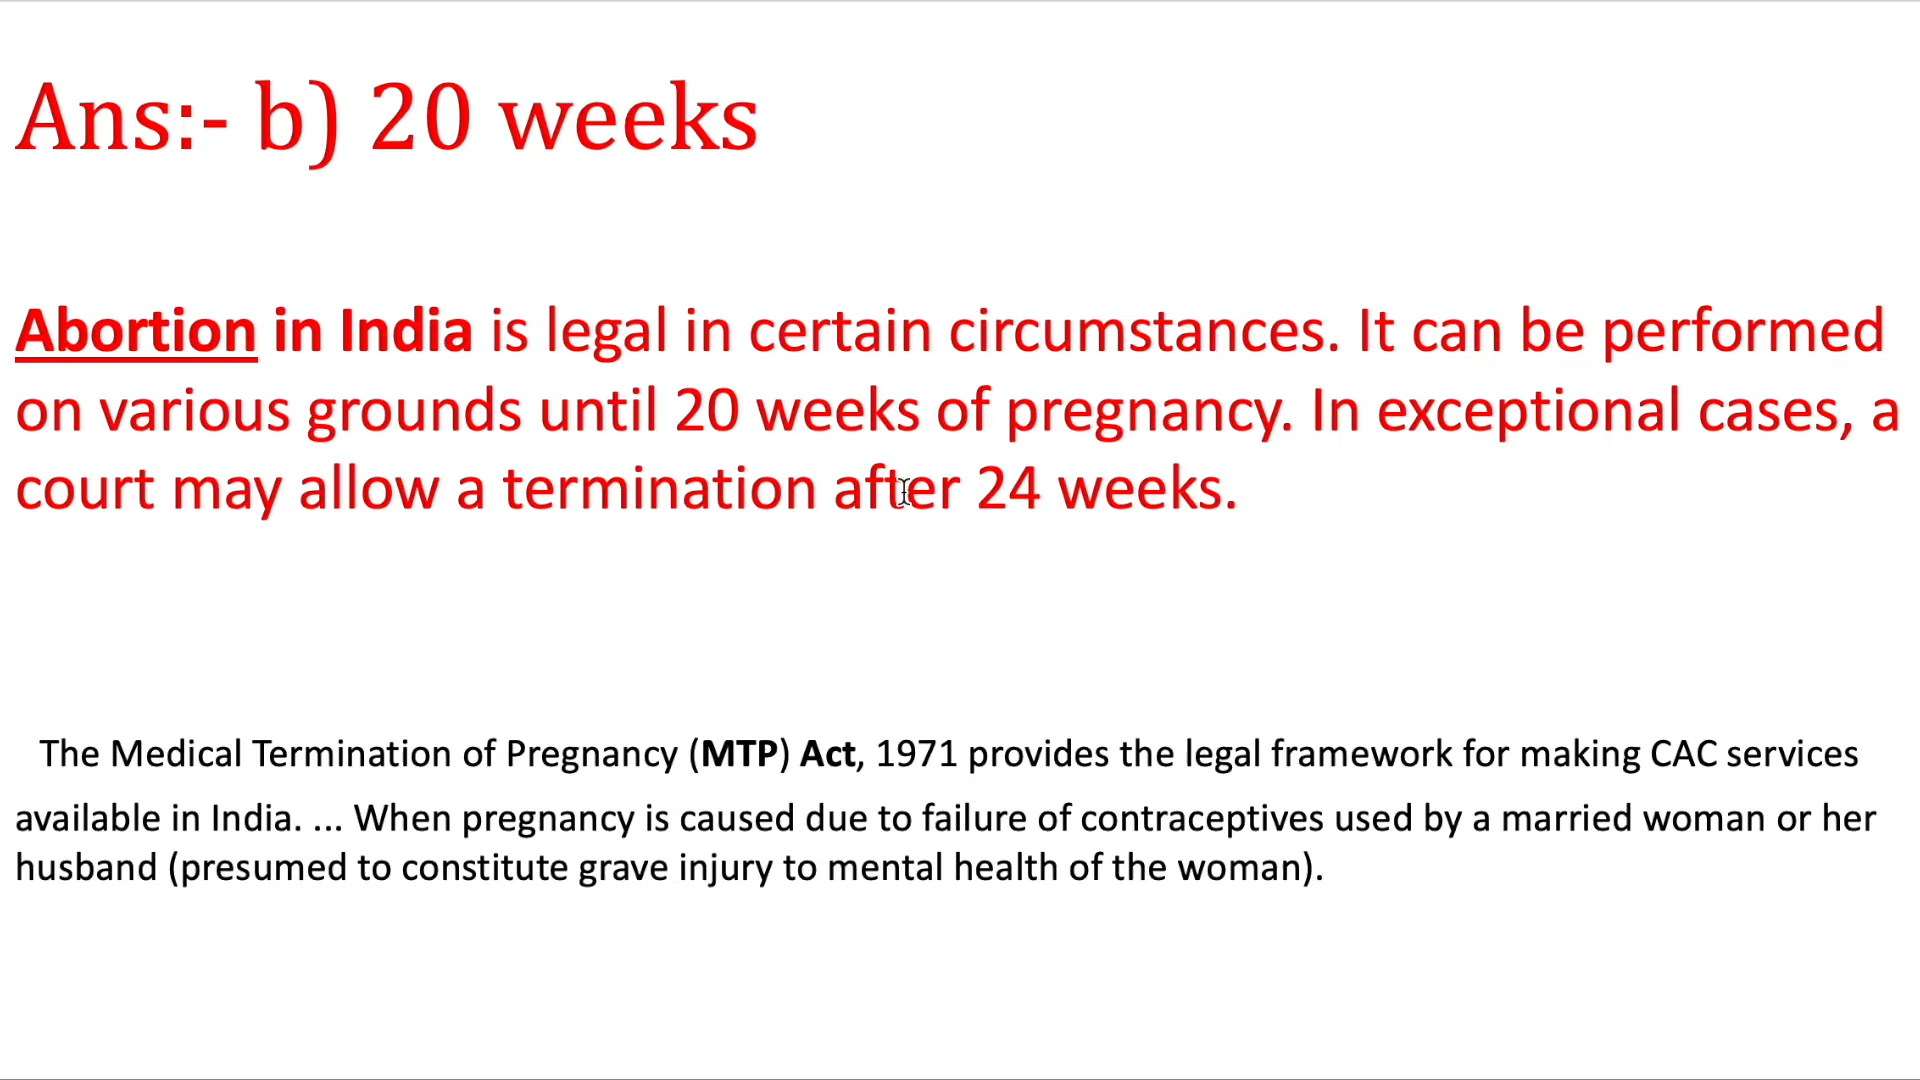 Ans:- b) 20 weeks
Abortion in India is legal in certain circumstances. It can be performed
on various grounds until 20 weeks of pregnancy. In exceptional cases, a
court may allow a termination after 24 weeks.
The Medical Termination of Pregnancy (MTP) Act, 1971 provides the legal framework for making CAC services
available in India. ... When pregnancy is caused due to failure of contraceptives used by a married woman or her
husband (presumed to constitute grave injury to mental health of the woman).